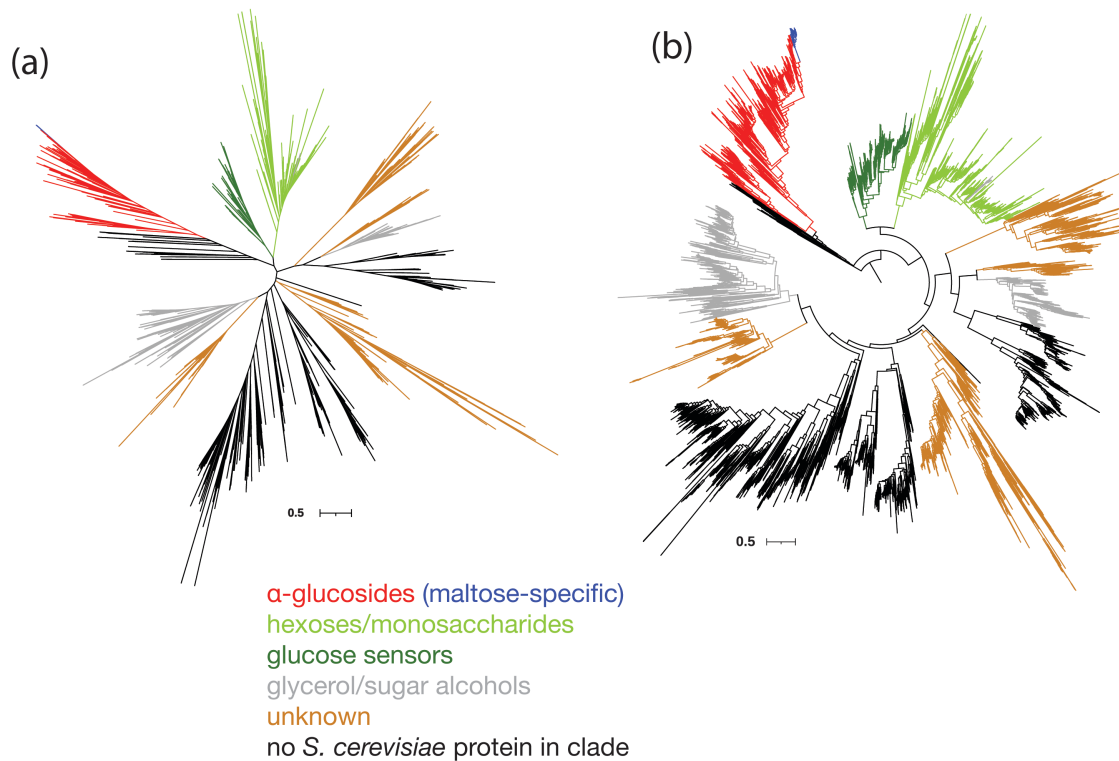 (a)
(b)
0.5
0.5
α-glucosides (maltose-specific)
hexoses/monosaccharides
glucose sensors
glycerol/sugar alcohols
unknown
no S. cerevisiae protein in clade